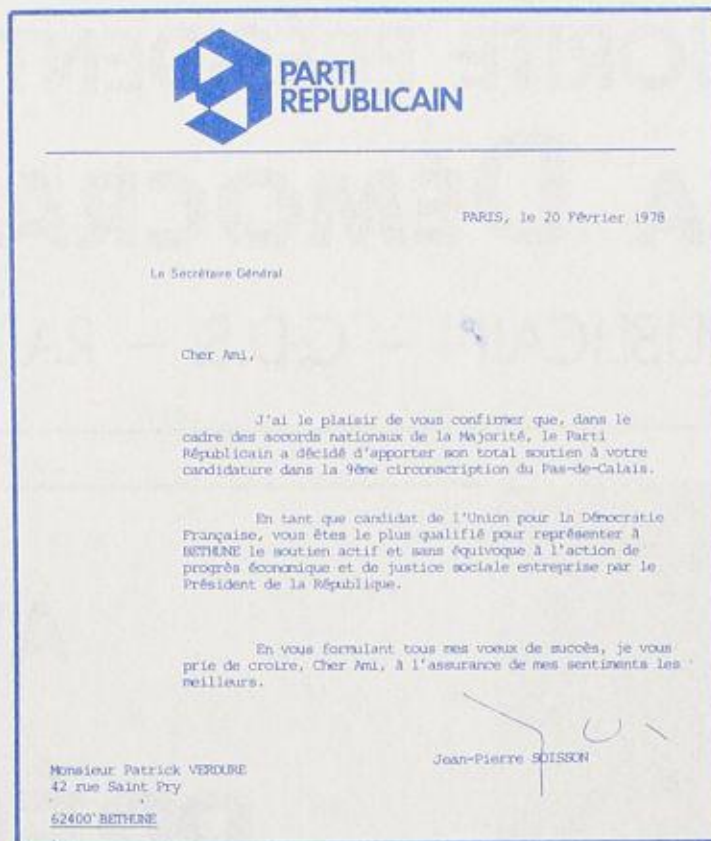 PARTI
REPUBLICAIN
PARIS, le 20 Février 1978
Le Secrétaire Général
Cher Ami,
J'ai le plaisir de vous confirmer que, dans le
cadre des accords nationaux de la Majorité, le Parti
Républicain a décidé d'apporter son total soutien à votre
candidature dans la 9ème circonscription du Pas-de-Calais.
En tant que candidat de l'Union pour la Démocratie
Française, vous êtes le plus qualifié pour représenter à
BETHUNE le soutien actif et sans équivoque à l'action de
progrès économique et de justice sociale entreprise par le
Président de la République.
En vous formulant tous mes voeux de succès, je vous
prie de croire, Cher Ami, à l'assurance de mes sentiments les
meilleurs.
Jean-Pierre SOISSON
Monsieur Patrick VERDURE
42 rue Saint Pry
62400 BETHUNE